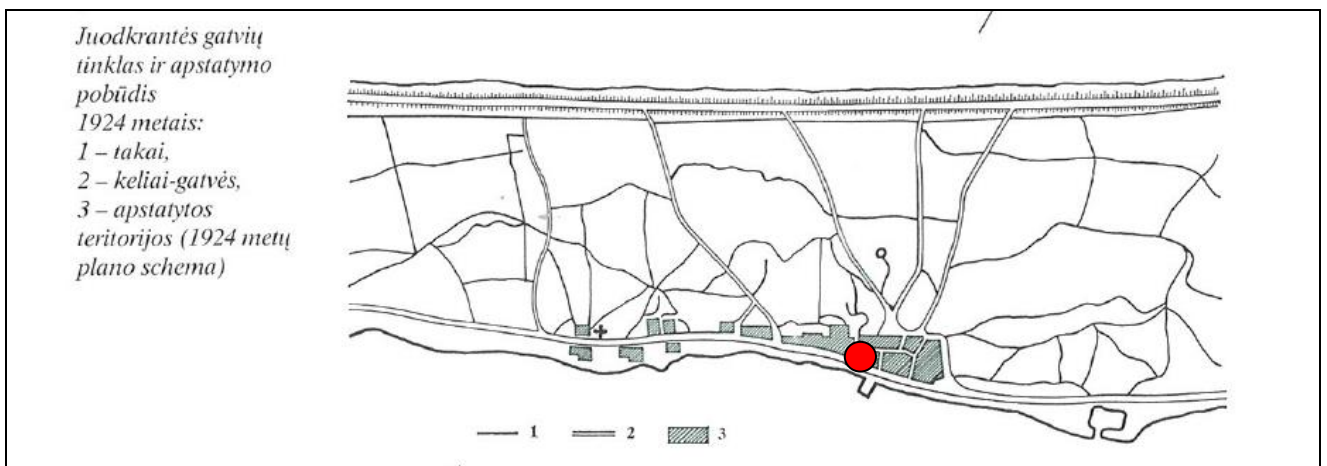 Juodkrantės gatvių
tinklas ir apstatymo
pobūdis
1924 metais:
1 – takai,
2 – keliai-gatvės,
3 – apstatytos
teritorijos (1924 metų
plano schema)
1 2 3